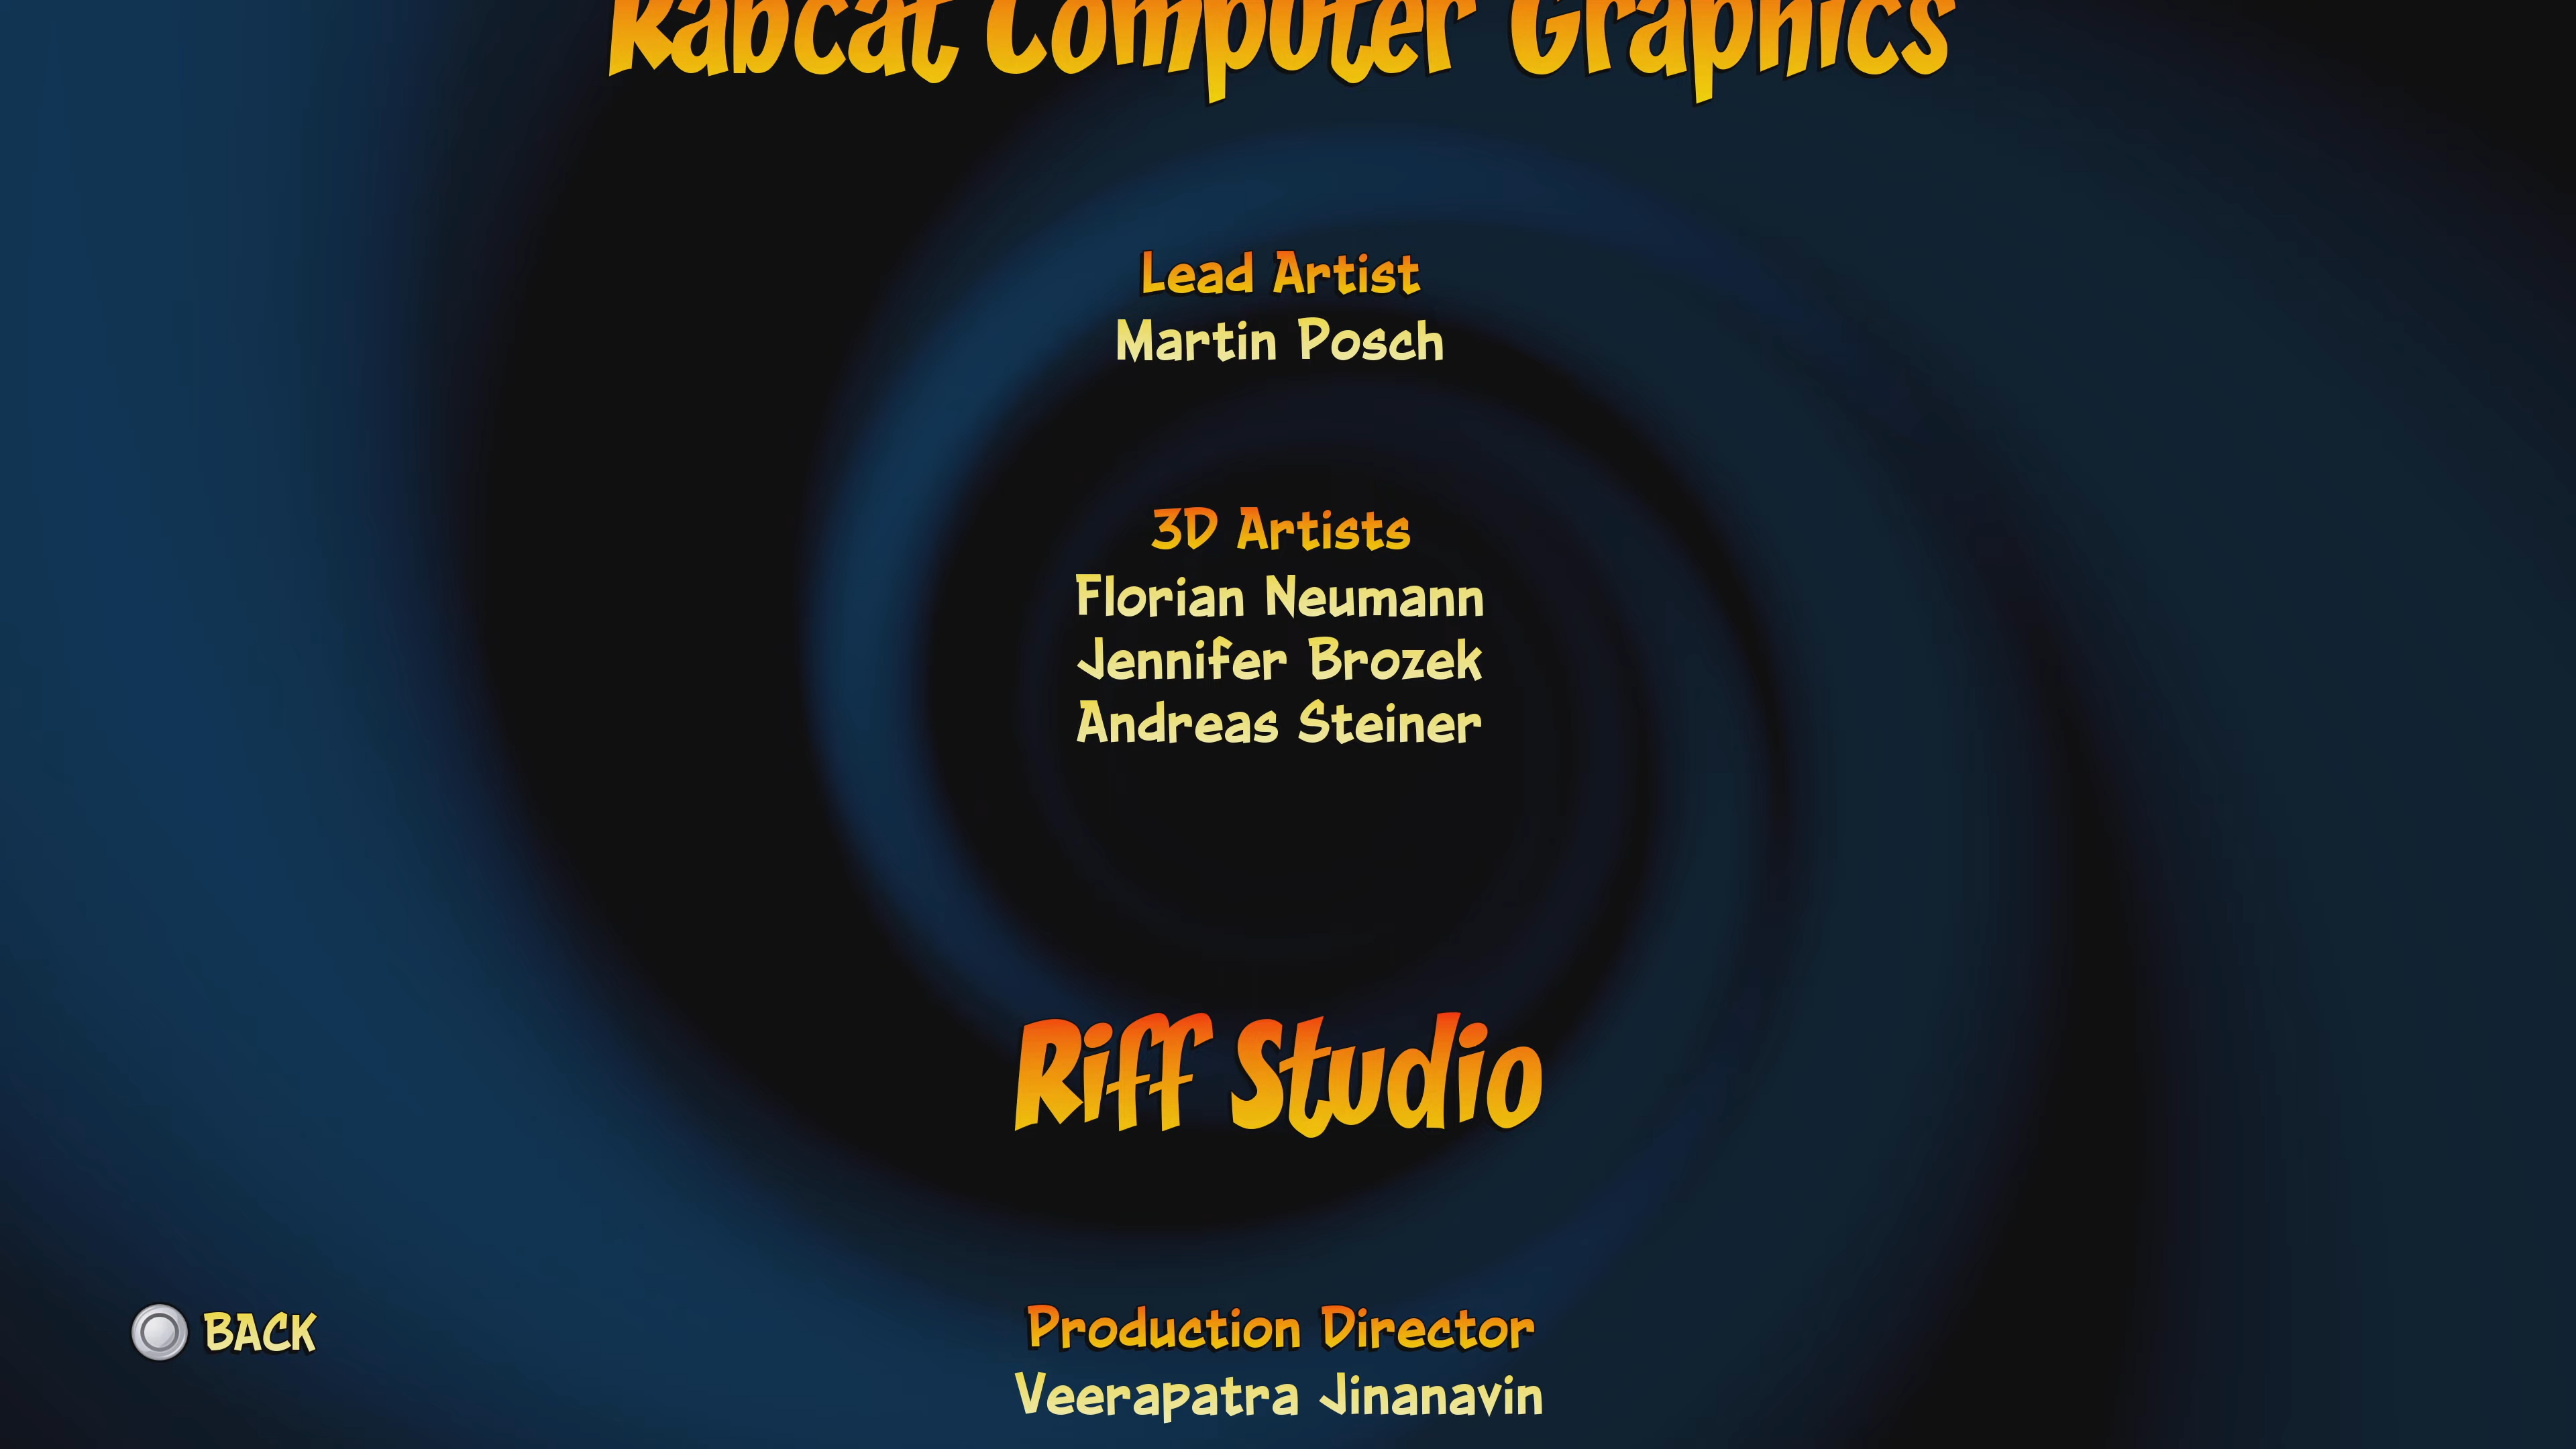 Rabcat Computer Graphics
Lead Artist
Martin Posch
3D Artists
Florian Neumann
Jennifer Brozek
Andreas Steiner
Riff Studio
Production Director
Veerapatra Jinanavin
BACK